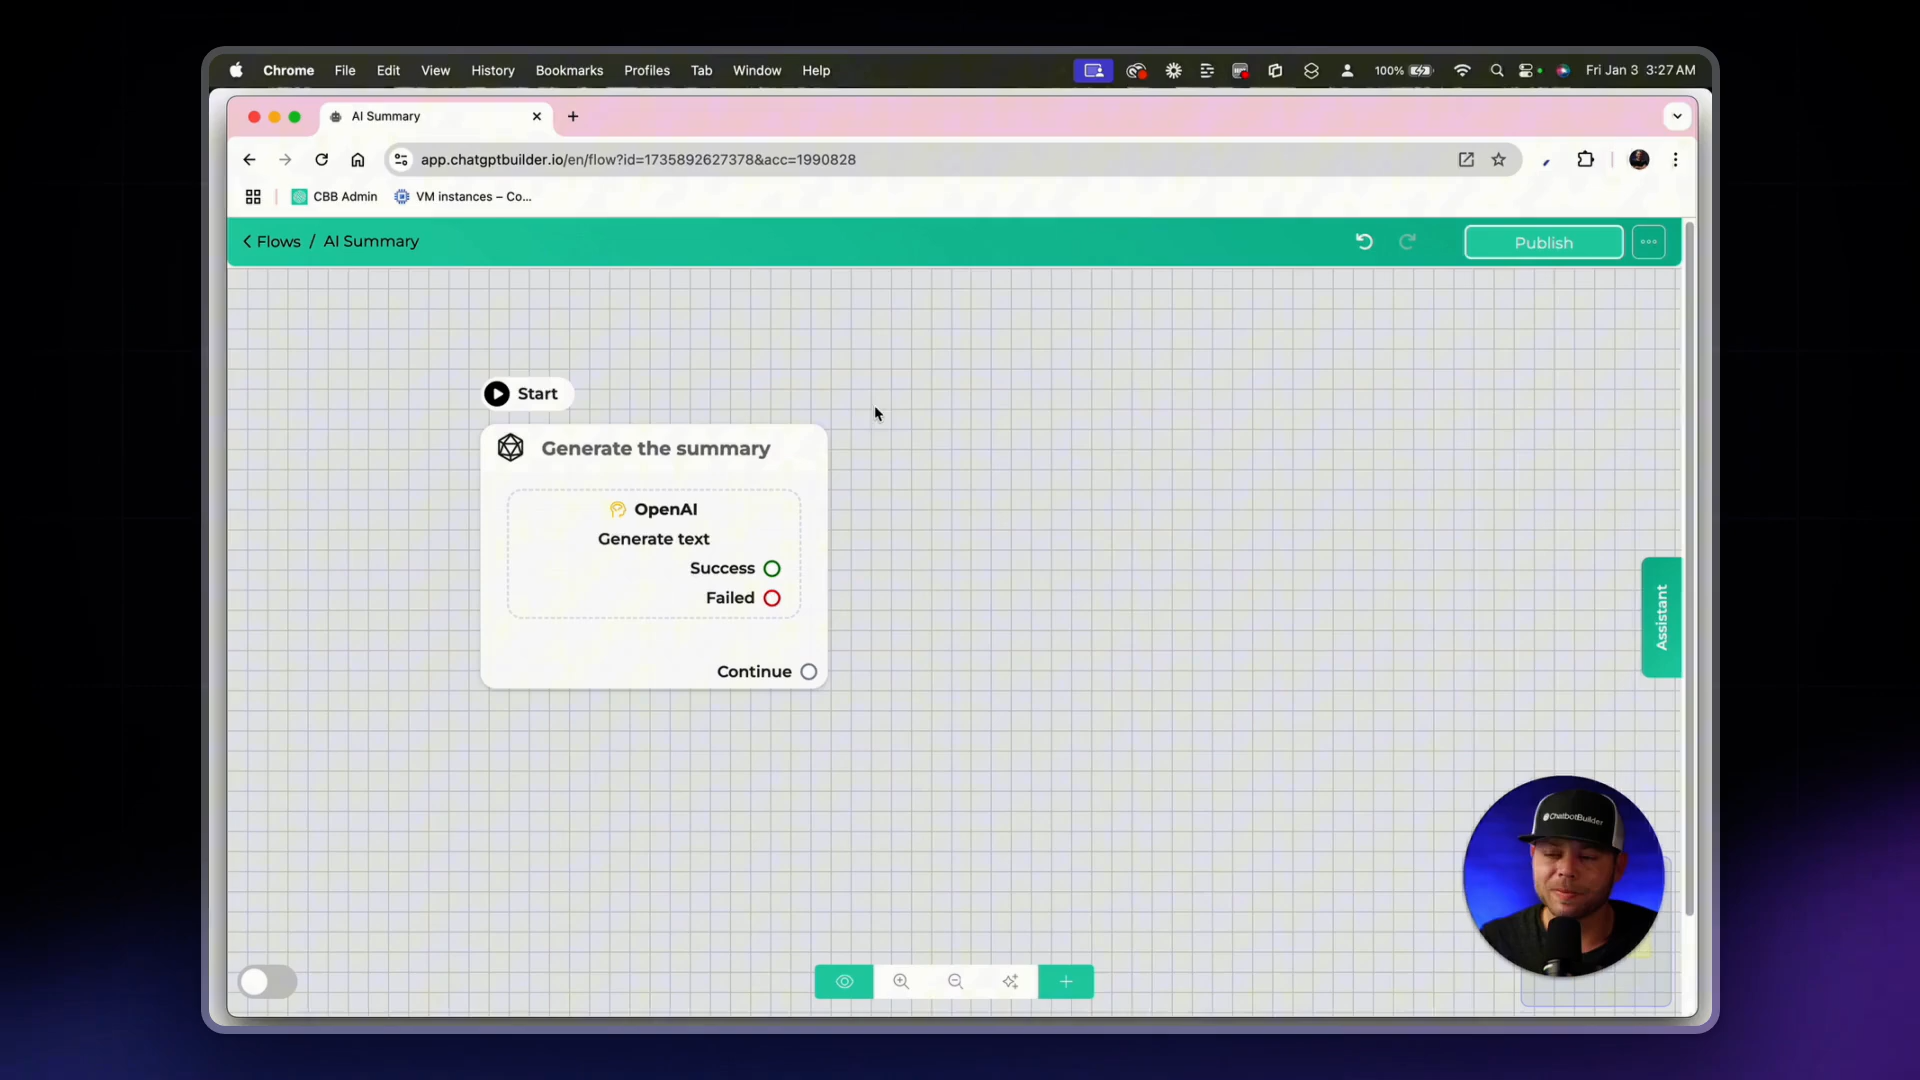 Chrome File Edit View History Bookmarks Profiles Tab Window Help 100% Fri Jan 3 3:27 AM
AI Summary
app.chatgptbuilder.io/en/flow?id=1735892627378&acc=1990828
CBB Admin VM instances – Co...
Flows / AI Summary Publish
Start
Generate the summary
OpenAI
Generate text
Success
Failed
Continue
Assistant
ChatbotBuilder